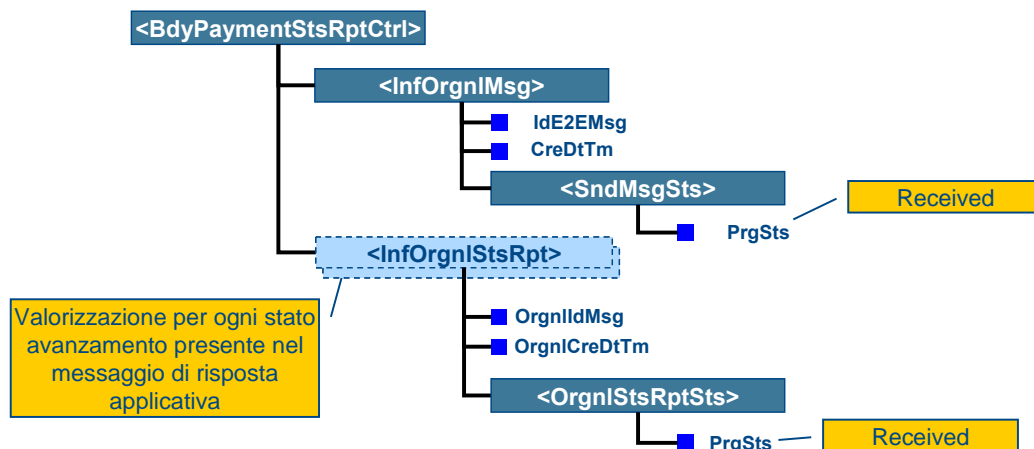 <BdyPaymentStsRptCtrl>
<InfOrgnlMsg>
IdE2EMsg
CreDtTm
<SndMsgSts>
Received
PrgSts
<InfOrgnlStsRpt>
Valorizzazione per ogni stato
avanzamento presente nel
messaggio di risposta
applicativa
OrgnlIdMsg
OrgnlCreDtTm
<OrgnlStsRptSts>
PrgSts
Received